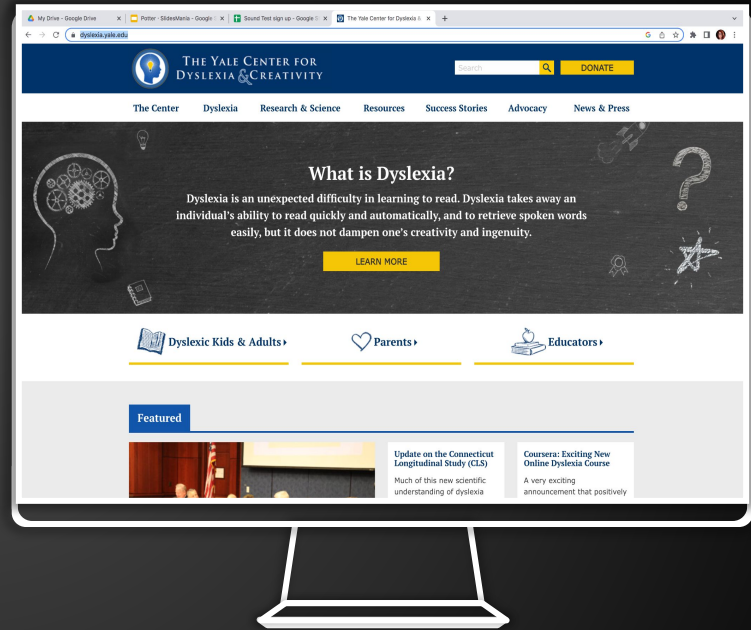 My Drive - Google Drive
Potter - SlidesMania - Google S
Sound Test sign up - Google S
The Yale Center for Dyslexia &
dyslexia.yale.edu
The Yale Center for
Dyslexia & Creativity
Search
DONATE
The Center Dyslexia Research & Science Resources Success Stories Advocacy News & Press
What is Dyslexia?
Dyslexia is an unexpected difficulty in learning to read. Dyslexia takes away an
individual's ability to read quickly and automatically, and to retrieve spoken words
easily, but it does not dampen one's creativity and ingenuity.
LEARN MORE
Dyslexic Kids & Adults
Parents
Educators
Featured
Update on the Connecticut
Longitudinal Study (CLS)
Much of this new scientific
understanding of dyslexia
Coursera: Exciting New
Online Dyslexia Course
A very exciting
announcement that positively